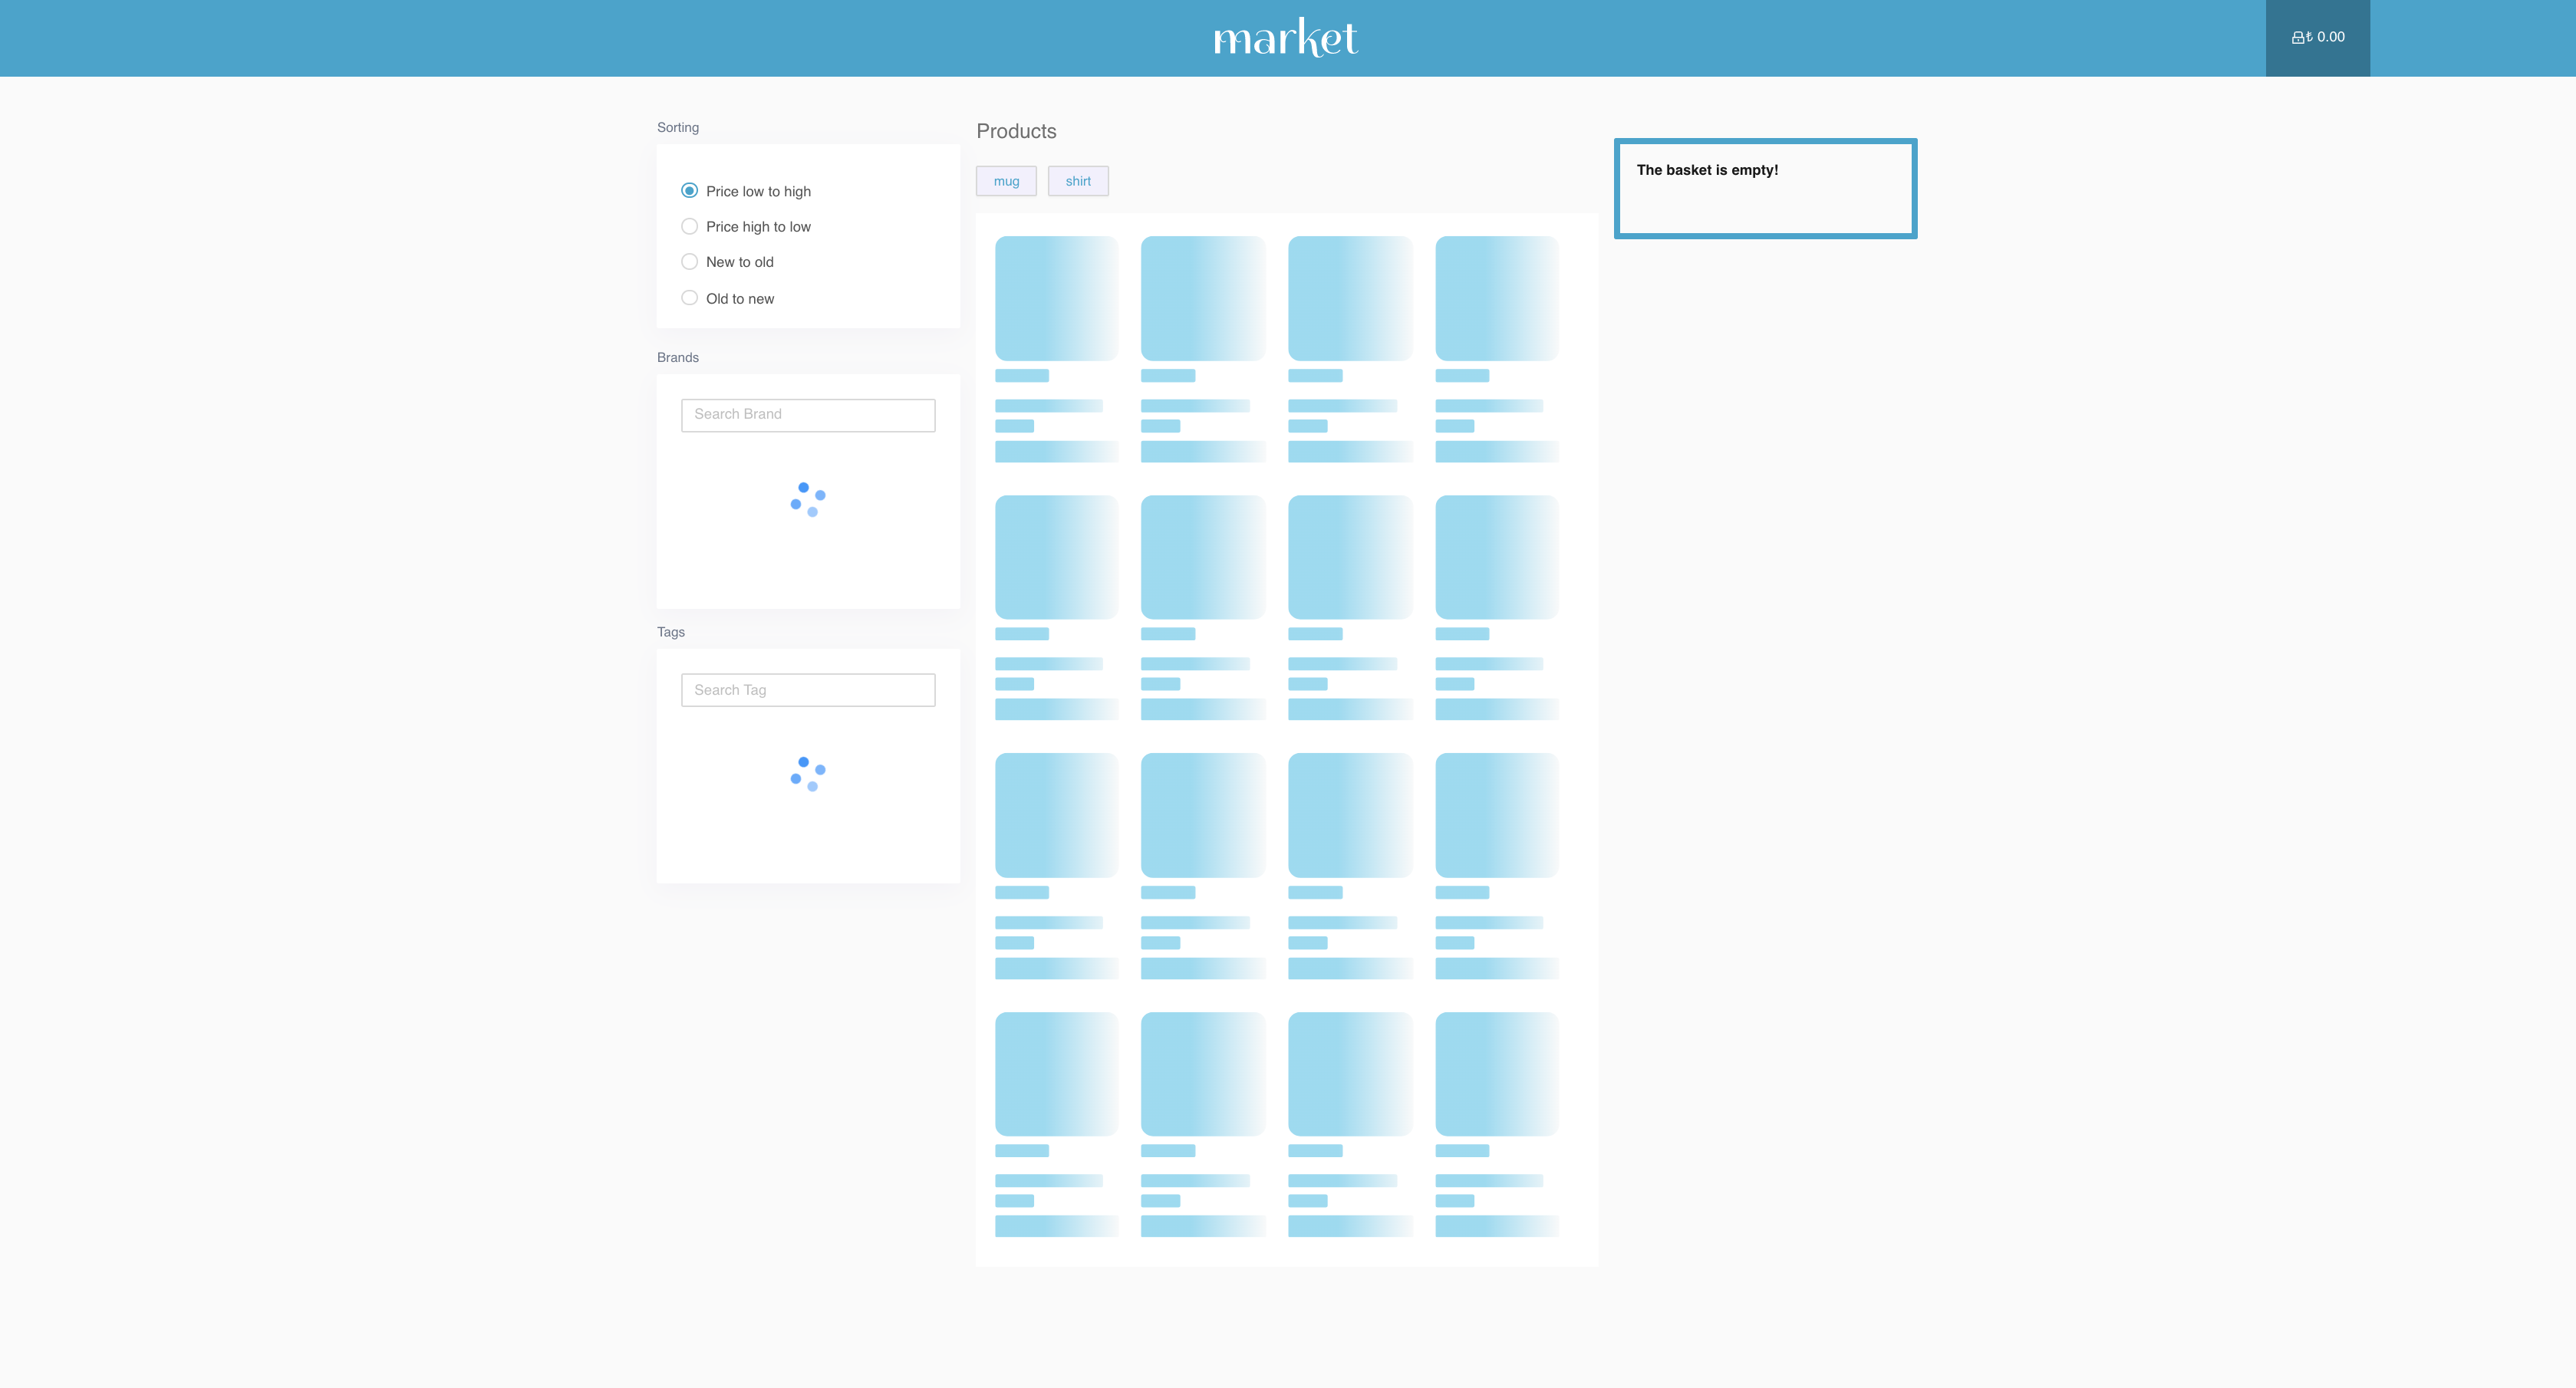 market
₺ 0.00
Sorting
Price low to high
Price high to low
New to old
Old to new
Brands
Search Brand
Tags
Search Tag
Products
mug
shirt
The basket is empty!